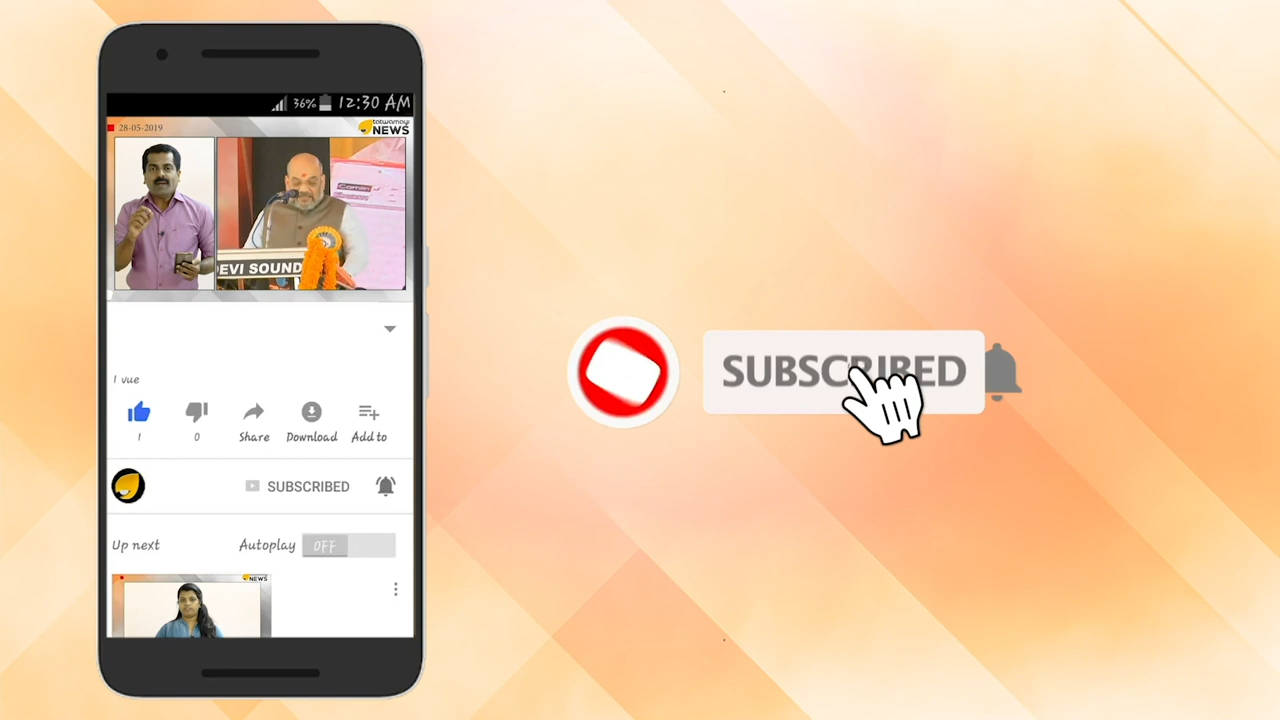 36% 12:30 AM
28-05-2019
tatwamayi
NEWS
DEVI SOUND
1 vue
1
0
Share
Download
Add to
SUBSCRIBED
Up next
Autoplay
OFF
NEWS
SUBSCRIBED